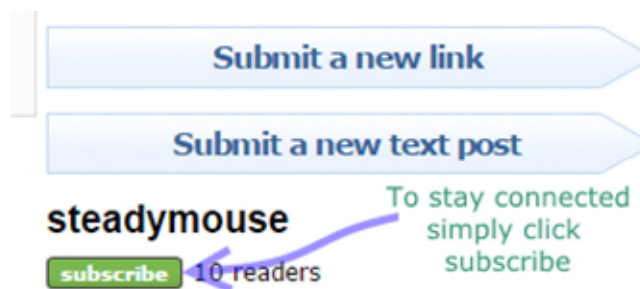 Submit a new link
Submit a new text post
steadymouse
To stay connected
simply click
subscribe
subscribe 10 readers